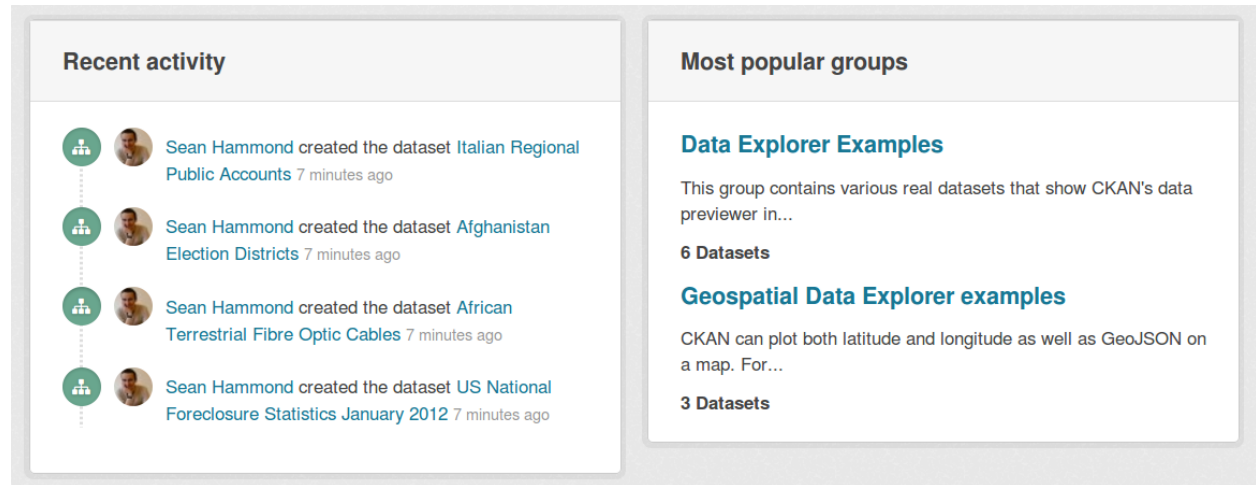 Recent activity
Sean Hammond created the dataset Italian Regional
Public Accounts 7 minutes ago
Sean Hammond created the dataset Afghanistan
Election Districts 7 minutes ago
Sean Hammond created the dataset African
Terrestrial Fibre Optic Cables 7 minutes ago
Sean Hammond created the dataset US National
Foreclosure Statistics January 2012 7 minutes ago
Most popular groups
Data Explorer Examples
This group contains various real datasets that show CKAN's data
previewer in...
6 Datasets
Geospatial Data Explorer examples
CKAN can plot both latitude and longitude as well as GeoJSON on
a map. For...
3 Datasets